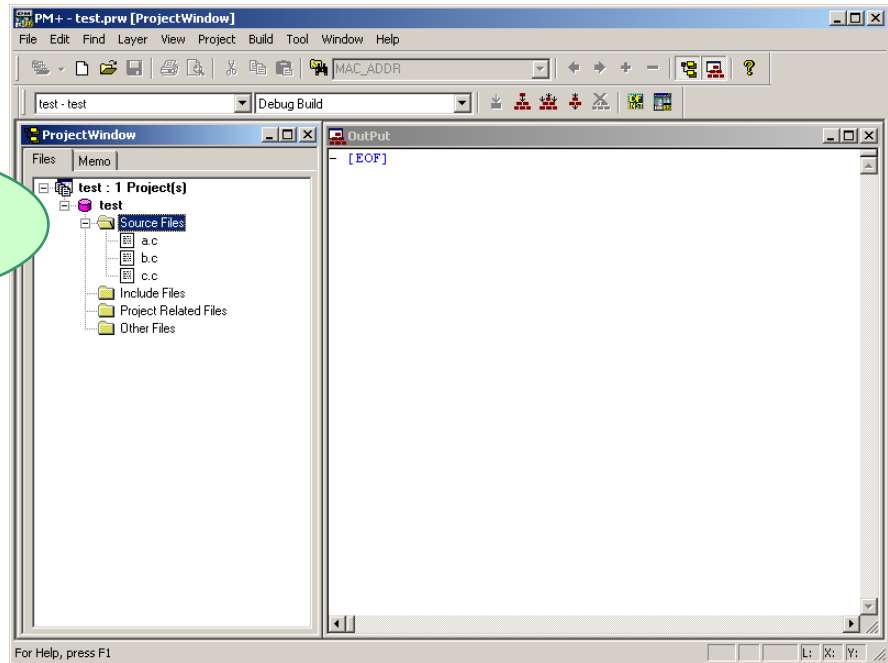 PM+ - test.prw [ProjectWindow]
File Edit Find Layer View Project Build Tool Window Help
MAC_ADDR
test - test
Debug Build
ProjectWindow
OutPut
Files Memo
- [EOF]
test : 1 Project(s)
test
Source Files
a.c
b.c
c.c
Include Files
Project Related Files
Other Files
For Help, press F1
L: X: Y: